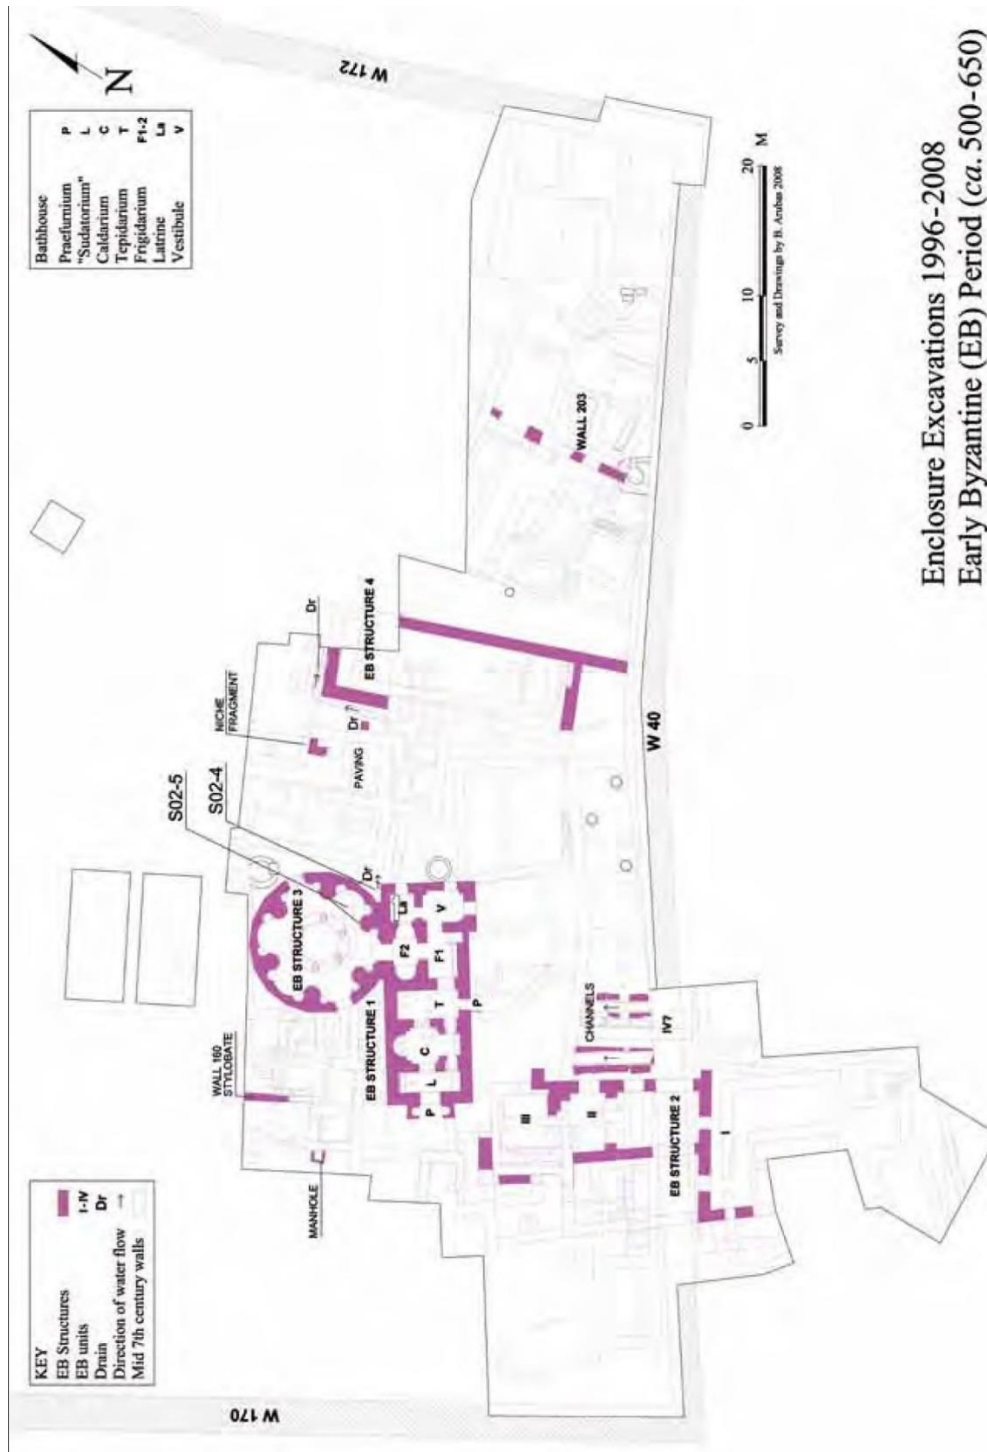 KEY
EB Structures
EB units I-IV
Drain Dr
Direction of water flow →
Mid 7th century walls
Bathhouse
Praefurnium P
"Sudatorium" L
Caldarium C
Tepidarium T
Frigidarium F1-2
Latrine La
Vestibule V
N
W 170
W 172
MANHOLE
WALL 160
STYLOBATE
S02-5
S02-4
NICHE
FRAGMENT
Dr
EB STRUCTURE 3
EB STRUCTURE 1
Dr
PAVING
Dr
EB STRUCTURE 4
P
L
C
T
F2
F1
La
V
P
WALL 203
III
II
CHANNELS
IV?
EB STRUCTURE 2
I
W 40
0 5 10 20 M
Survey and Drawings by B. Arubas 2008
Enclosure Excavations 1996-2008
Early Byzantine (EB) Period (ca. 500-650)